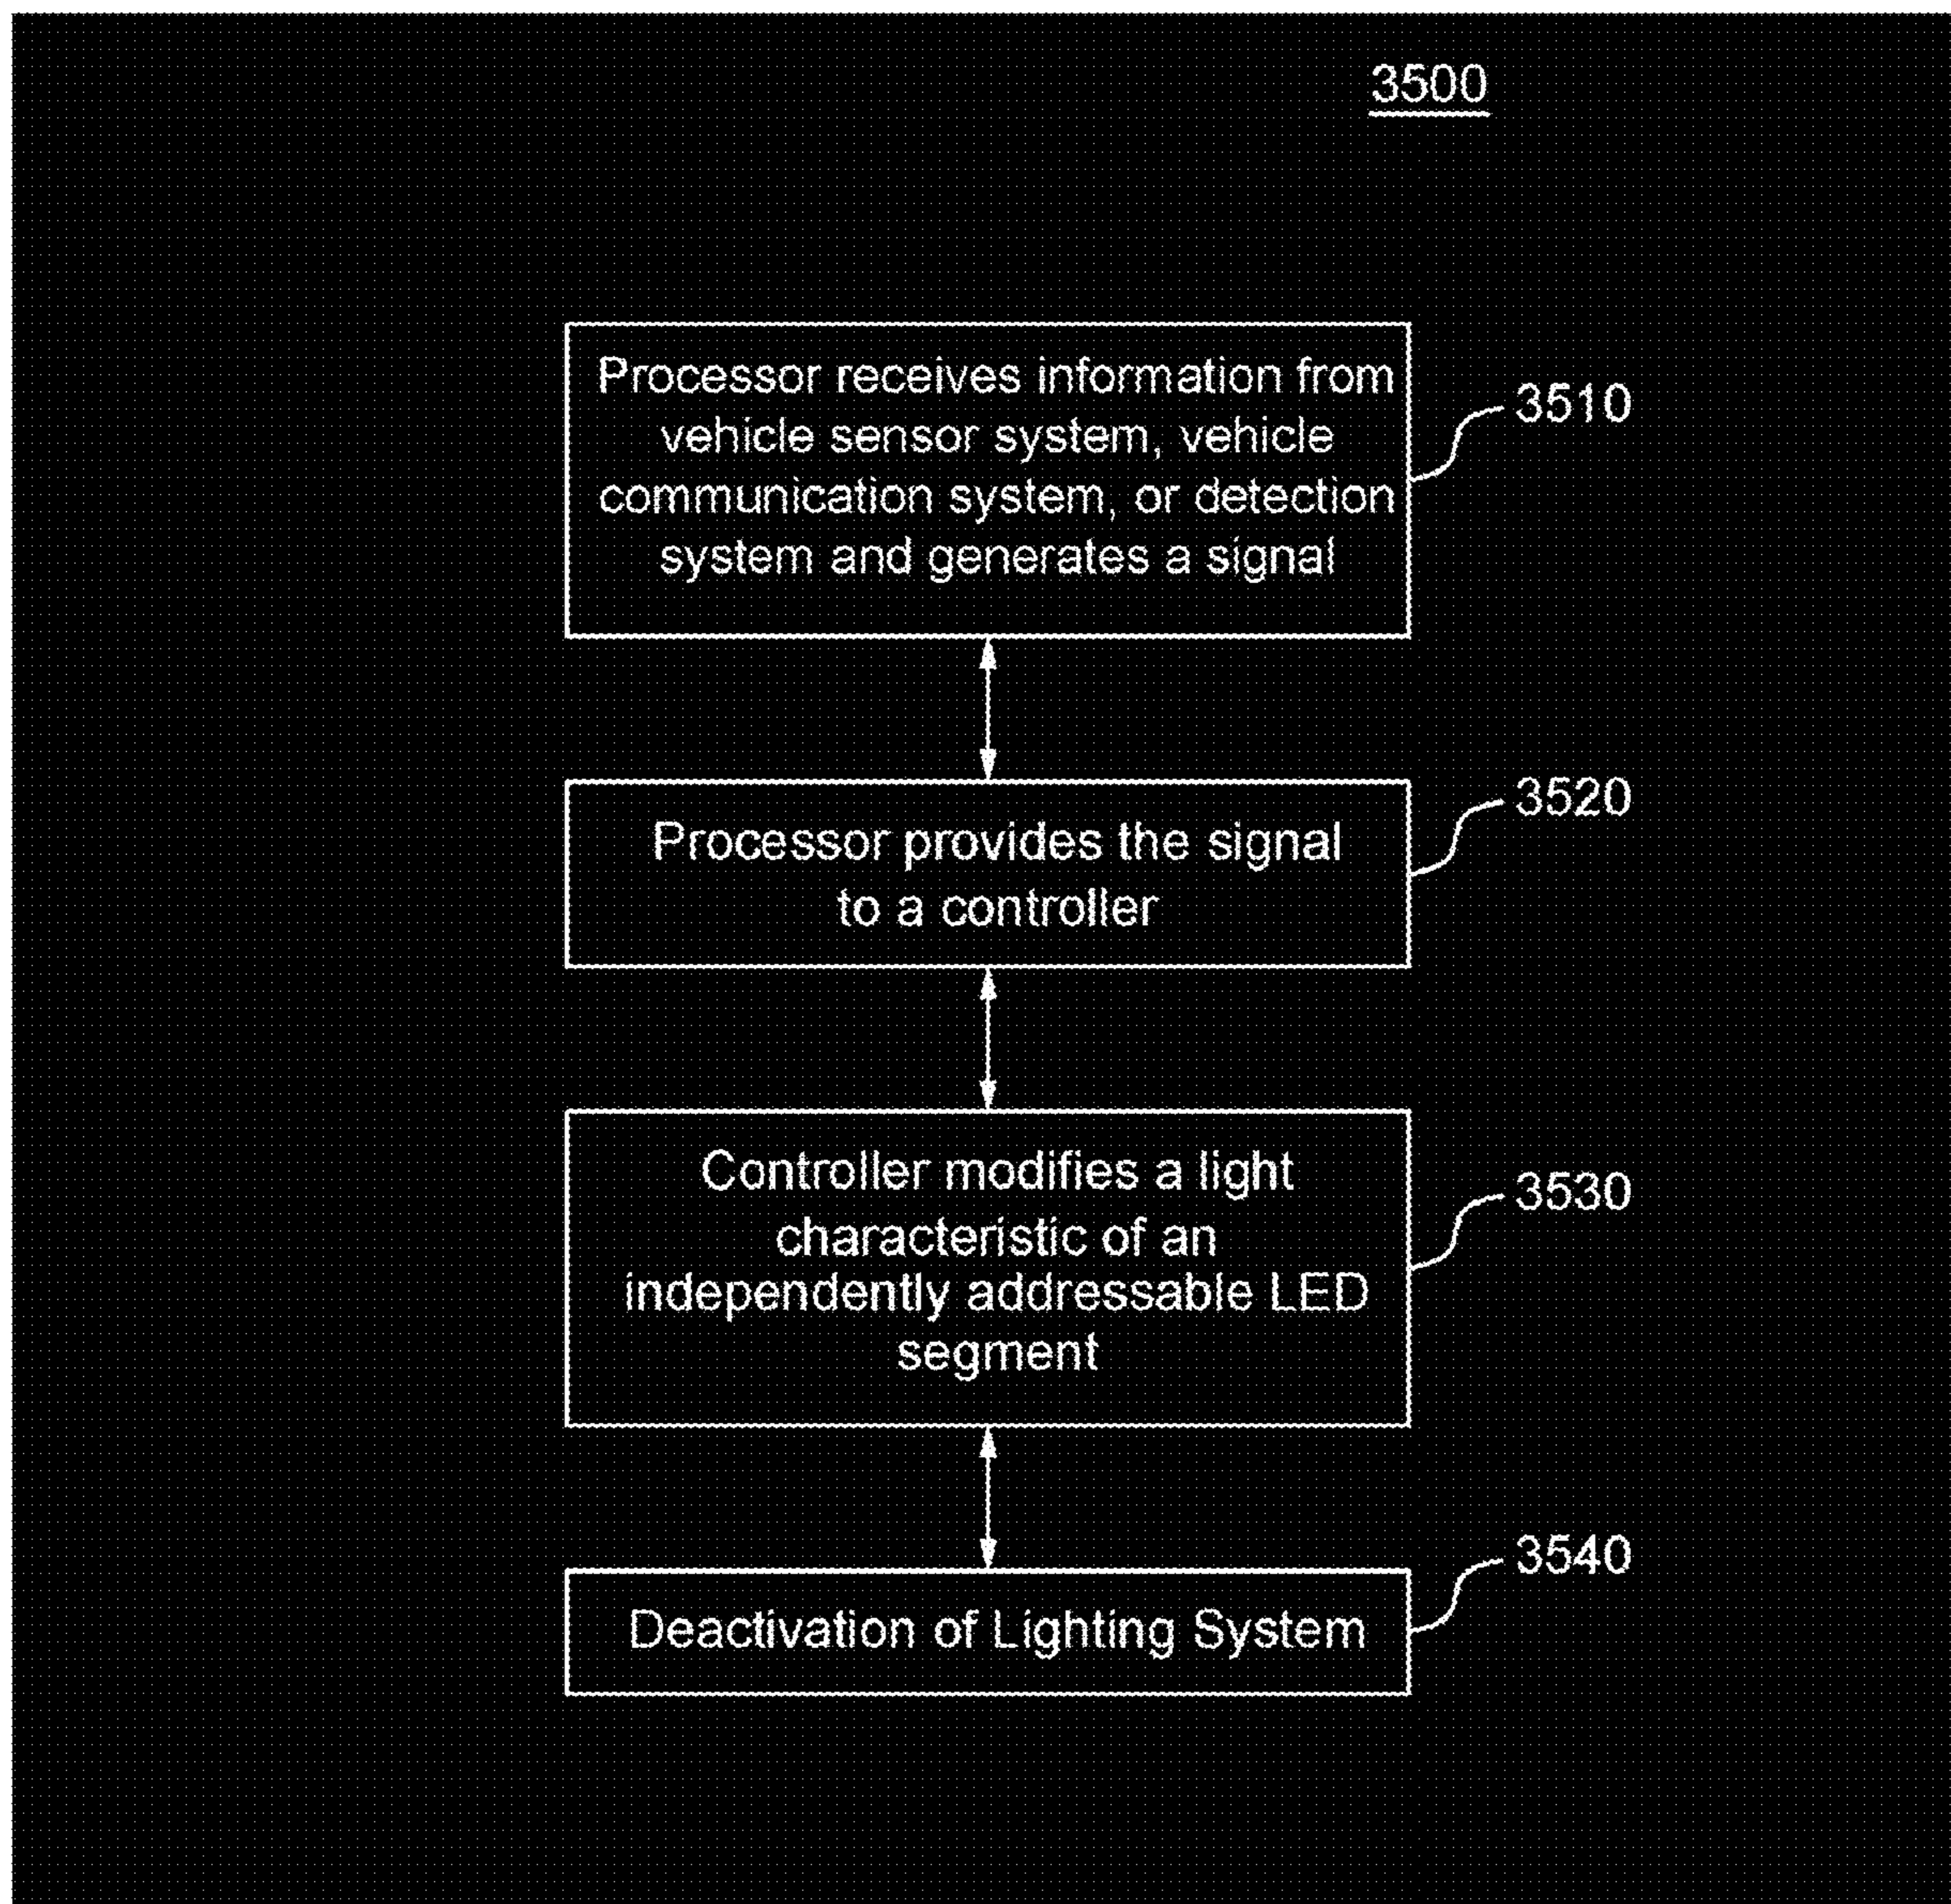 3500
Processor receives information from
vehicle sensor system, vehicle
communication system, or detection
system and generates a signal
3510
Processor provides the signal
to a controller
3520
Controller modifies a light
characteristic of an
independently addressable LED
segment
3530
Deactivation of Lighting System
3540